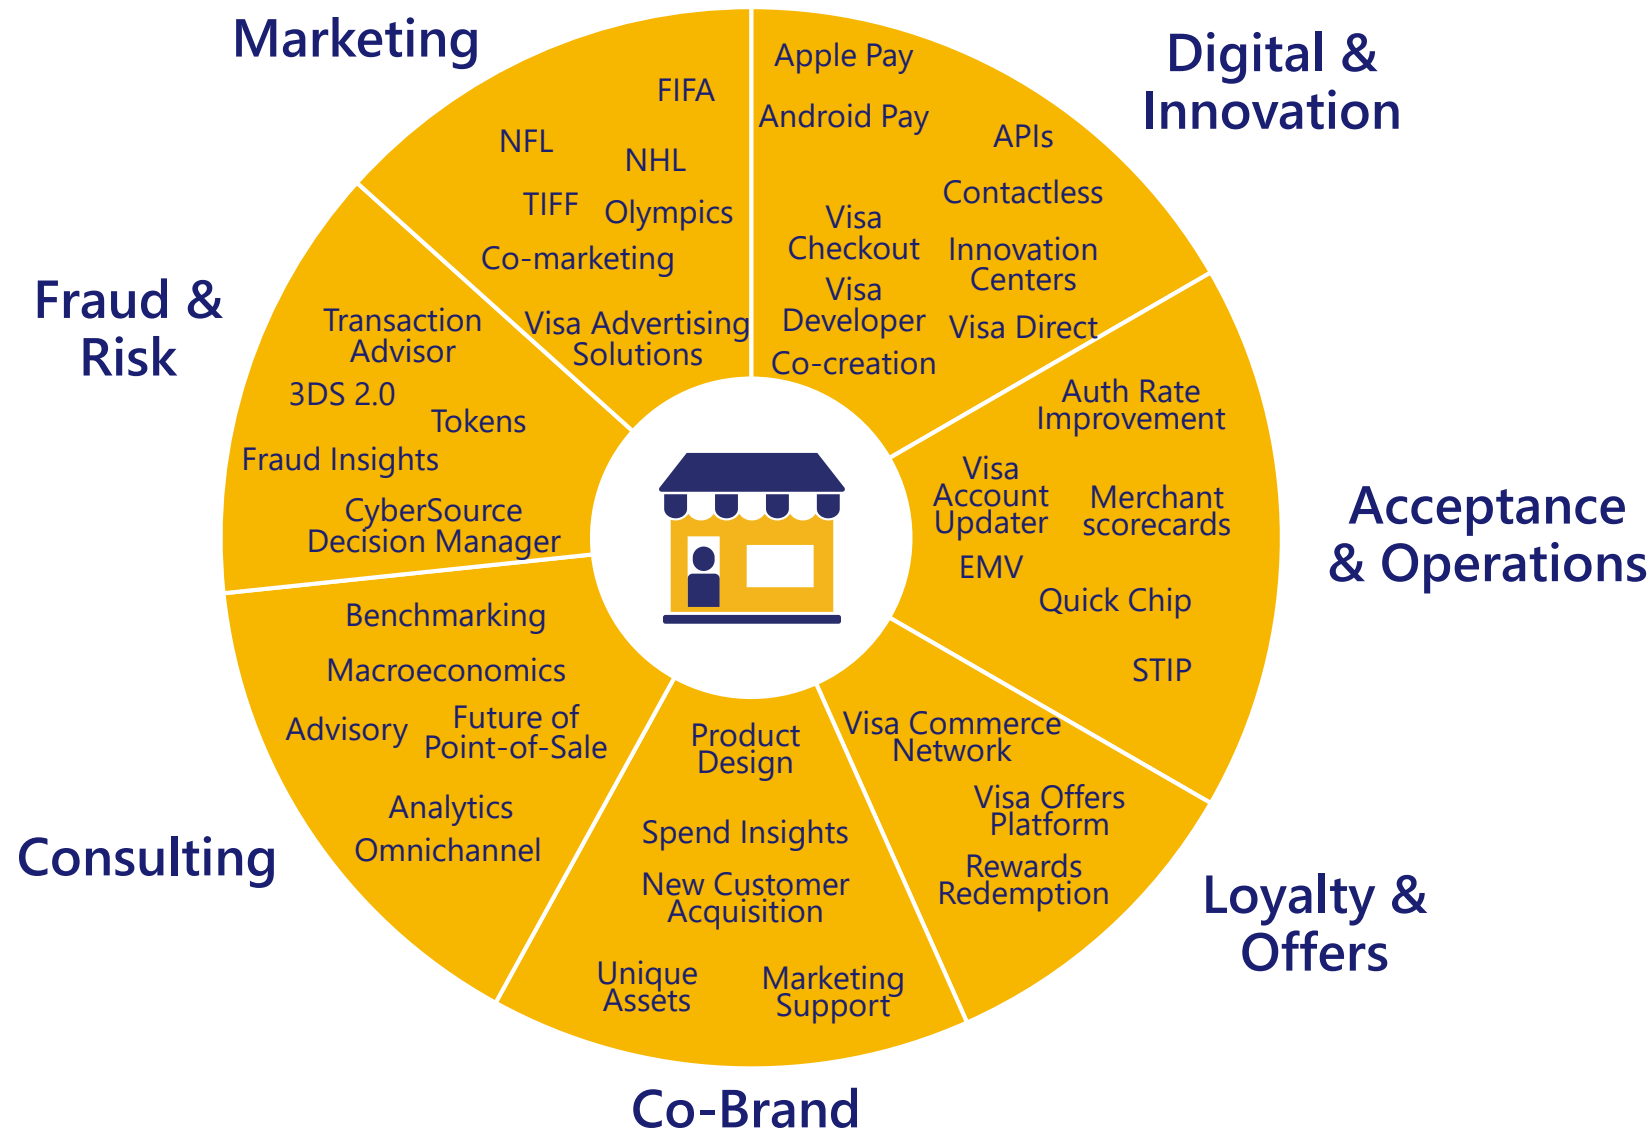 Marketing
FIFA
NFL
NHL
TIFF
Olympics
Co-marketing
Visa Advertising
Solutions
Digital &
Innovation
Apple Pay
Android Pay
APIs
Contactless
Visa
Checkout
Innovation
Centers
Visa
Developer
Visa Direct
Co-creation
Acceptance
& Operations
Auth Rate
Improvement
Visa
Account
Updater
Merchant
scorecards
EMV
Quick Chip
STIP
Loyalty &
Offers
Visa Commerce
Network
Visa Offers
Platform
Rewards
Redemption
Co-Brand
Product
Design
Spend Insights
New Customer
Acquisition
Unique
Assets
Marketing
Support
Consulting
Benchmarking
Macroeconomics
Advisory
Future of
Point-of-Sale
Analytics
Omnichannel
Fraud &
Risk
Transaction
Advisor
3DS 2.0
Tokens
Fraud Insights
CyberSource
Decision Manager